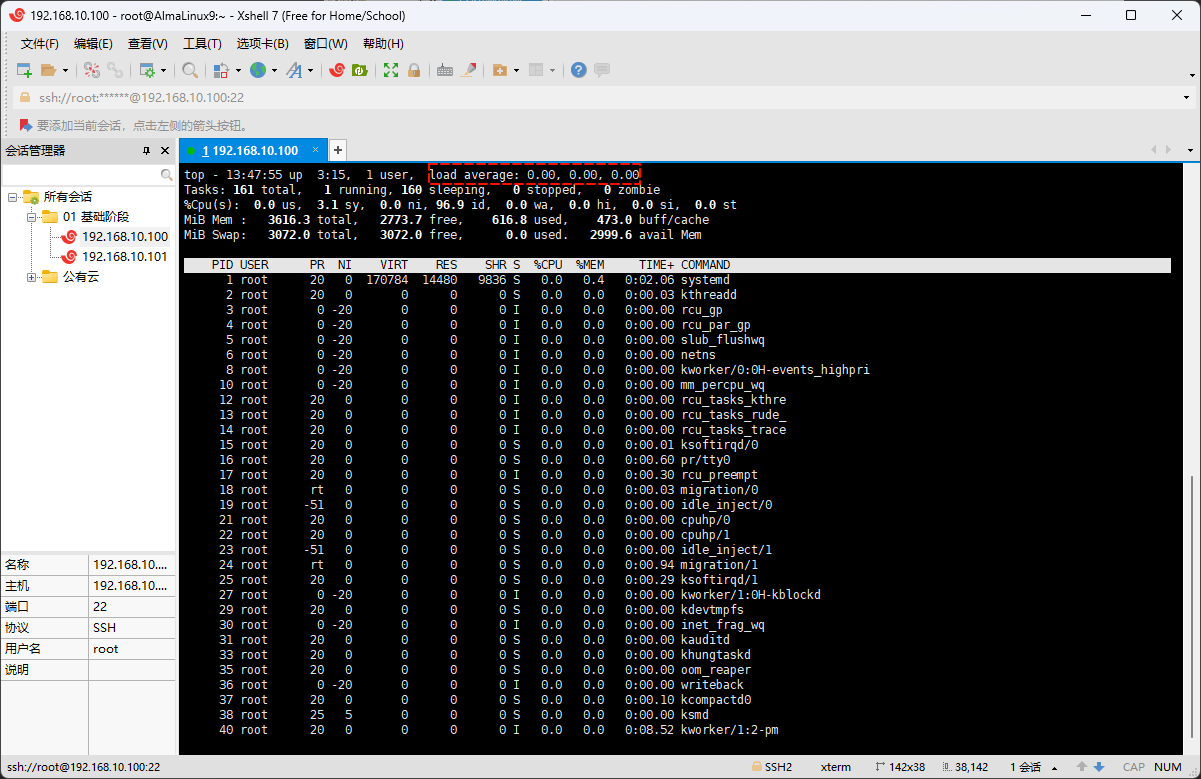 192.168.10.100 - root@AlmaLinux9:~ - Xshell 7 (Free for Home/School)
文件(F) 编辑(E) 查看(V) 工具(T) 选项卡(B) 窗口(W) 帮助(H)
ssh://root:******@192.168.10.100:22
要添加当前会话，点击左侧的箭头按钮。
会话管理器
所有会话
01 基础阶段
192.168.10.100
192.168.10.101
公有云
名称 192.168.10....
主机 192.168.10....
端口 22
协议 SSH
用户名 root
说明
1 192.168.10.100 × +
top - 13:47:55 up  3:15,  1 user,  load average: 0.00, 0.00, 0.00
Tasks: 161 total,   1 running, 160 sleeping,   0 stopped,   0 zombie
%Cpu(s):  0.0 us,  3.1 sy,  0.0 ni, 96.9 id,  0.0 wa,  0.0 hi,  0.0 si,  0.0 st
MiB Mem :   3616.3 total,   2773.7 free,    616.8 used,    473.0 buff/cache
MiB Swap:   3072.0 total,   3072.0 free,      0.0 used.   2999.6 avail Mem
PID USER      PR  NI    VIRT    RES    SHR S  %CPU  %MEM     TIME+ COMMAND
1 root      20   0  170784  14480   9836 S   0.0   0.4   0:02.06 systemd
2 root      20   0       0      0      0 S   0.0   0.0   0:00.03 kthreadd
3 root       0 -20       0      0      0 I   0.0   0.0   0:00.00 rcu_gp
4 root       0 -20       0      0      0 I   0.0   0.0   0:00.00 rcu_par_gp
5 root       0 -20       0      0      0 I   0.0   0.0   0:00.00 slub_flushwq
6 root       0 -20       0      0      0 I   0.0   0.0   0:00.00 netns
8 root       0 -20       0      0      0 I   0.0   0.0   0:00.00 kworker/0:0H-events_highpri
10 root       0 -20       0      0      0 I   0.0   0.0   0:00.00 mm_percpu_wq
12 root      20   0       0      0      0 I   0.0   0.0   0:00.00 rcu_tasks_kthre
13 root      20   0       0      0      0 I   0.0   0.0   0:00.00 rcu_tasks_rude_
14 root      20   0       0      0      0 I   0.0   0.0   0:00.00 rcu_tasks_trace
15 root      20   0       0      0      0 S   0.0   0.0   0:00.01 ksoftirqd/0
16 root      20   0       0      0      0 S   0.0   0.0   0:00.60 pr/tty0
17 root      20   0       0      0      0 I   0.0   0.0   0:00.30 rcu_preempt
18 root      rt   0       0      0      0 S   0.0   0.0   0:00.03 migration/0
19 root     -51   0       0      0      0 S   0.0   0.0   0:00.00 idle_inject/0
21 root      20   0       0      0      0 S   0.0   0.0   0:00.00 cpuhp/0
22 root      20   0       0      0      0 S   0.0   0.0   0:00.00 cpuhp/1
23 root     -51   0       0      0      0 S   0.0   0.0   0:00.00 idle_inject/1
24 root      rt   0       0      0      0 S   0.0   0.0   0:00.94 migration/1
25 root      20   0       0      0      0 S   0.0   0.0   0:00.29 ksoftirqd/1
27 root       0 -20       0      0      0 I   0.0   0.0   0:00.00 kworker/1:0H-kblockd
29 root      20   0       0      0      0 S   0.0   0.0   0:00.00 kdevtmpfs
30 root       0 -20       0      0      0 I   0.0   0.0   0:00.00 inet_frag_wq
31 root      20   0       0      0      0 S   0.0   0.0   0:00.00 kauditd
33 root      20   0       0      0      0 S   0.0   0.0   0:00.00 khungtaskd
35 root      20   0       0      0      0 S   0.0   0.0   0:00.00 oom_reaper
36 root       0 -20       0      0      0 I   0.0   0.0   0:00.00 writeback
37 root      20   0       0      0      0 S   0.0   0.0   0:00.10 kcompactd0
38 root      25   5       0      0      0 S   0.0   0.0   0:00.00 ksmd
40 root      20   0       0      0      0 I   0.0   0.0   0:08.52 kworker/1:2-pm
ssh://root@192.168.10.100:22 SSH2 xterm 142x38 38,142 1 会话 CAP NUM